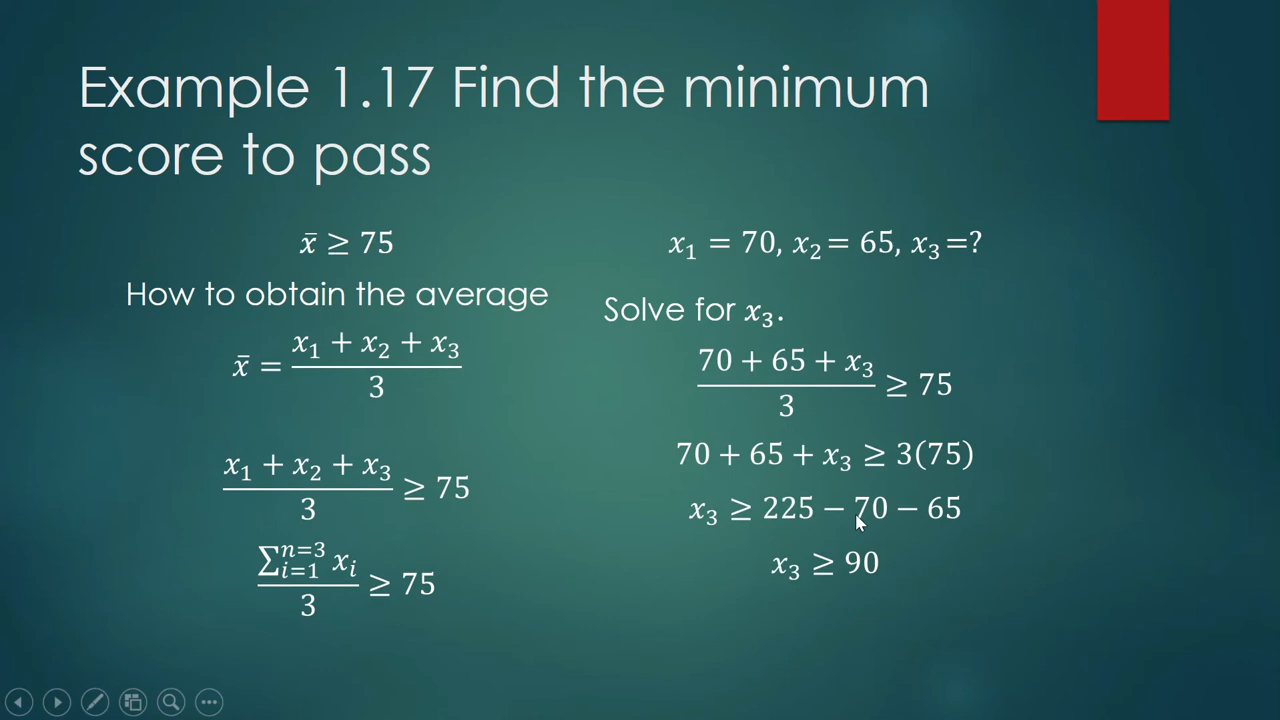 Example 1.17 Find the minimum
score to pass
x̄ ≥ 75
How to obtain the average
x̄ = (x₁ + x₂ + x₃)/3
(x₁ + x₂ + x₃)/3 ≥ 75
(∑ᵢ₌₁ⁿ⁼³ xᵢ)/3 ≥ 75
x₁ = 70, x₂ = 65, x₃ =?
Solve for x₃.
(70 + 65 + x₃)/3 ≥ 75
70 + 65 + x₃ ≥ 3(75)
x₃ ≥ 225 − 70 − 65
x₃ ≥ 90